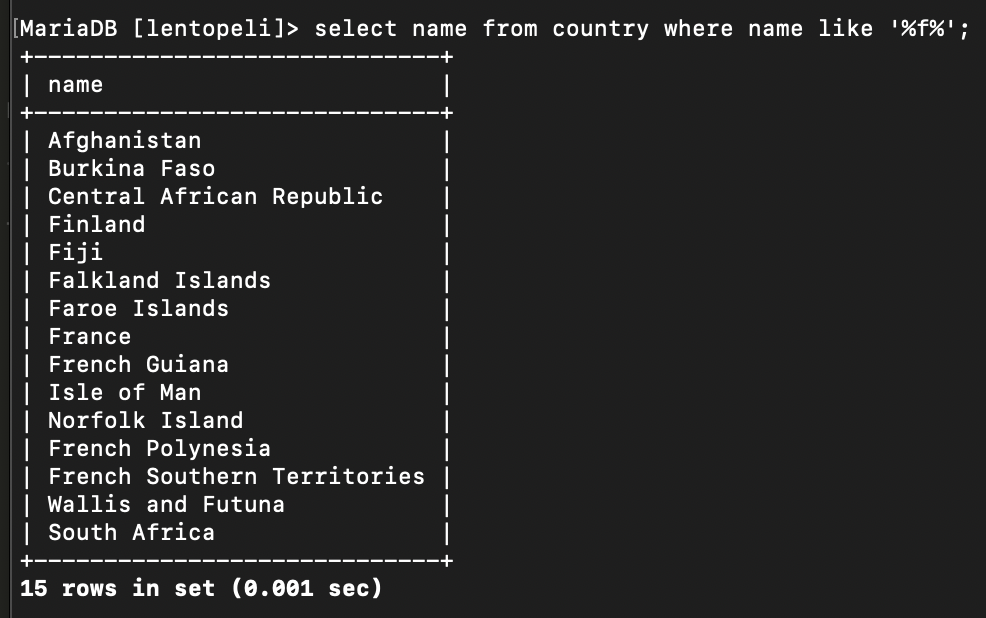 [MariaDB [lentopeli]> select name from country where name like '%f%';
+-----------------------------+
| name                        |
+-----------------------------+
| Afghanistan                 |
| Burkina Faso                |
| Central African Republic    |
| Finland                     |
| Fiji                        |
| Falkland Islands            |
| Faroe Islands               |
| France                      |
| French Guiana               |
| Isle of Man                 |
| Norfolk Island              |
| French Polynesia            |
| French Southern Territories |
| Wallis and Futuna           |
| South Africa                |
+-----------------------------+
15 rows in set (0.001 sec)